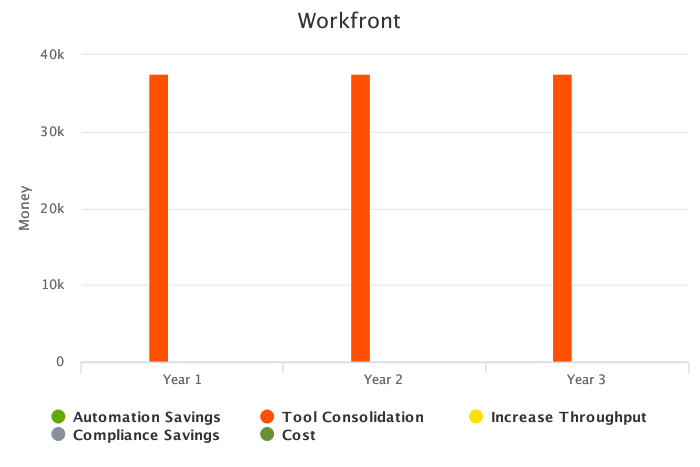 Workfront
40k
30k
20k
10k
0
Money
Year 1 Year 2 Year 3
Automation Savings Tool Consolidation Increase Throughput
Compliance Savings Cost